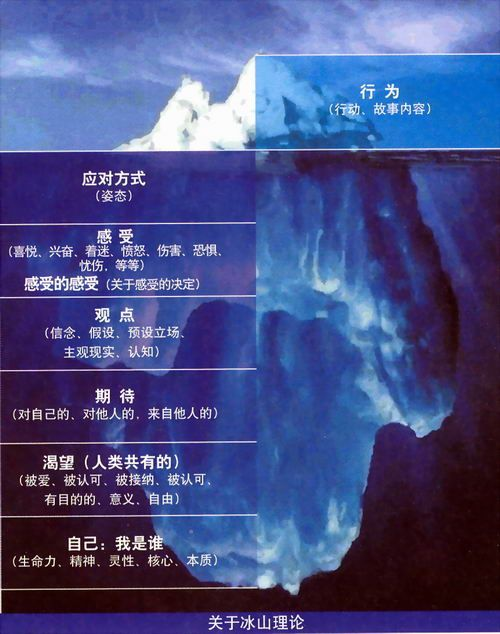 行 为
（行动、故事内容）
应对方式
（姿态）
感 受
（喜悦、兴奋、着迷、愤怒、伤害、恐惧、
忧伤，等等）
感受的感受（关于感受的决定）
观 点
（信念、假设、预设立场、
主观现实、认知）
期 待
（对自己的、对他人的，来自他人的）
渴望（人类共有的）
（被爱、被认可、被接纳、被认可、
有目的的、意义、自由）
自己：我是谁
（生命力、精神、灵性、核心、本质）
关于冰山理论